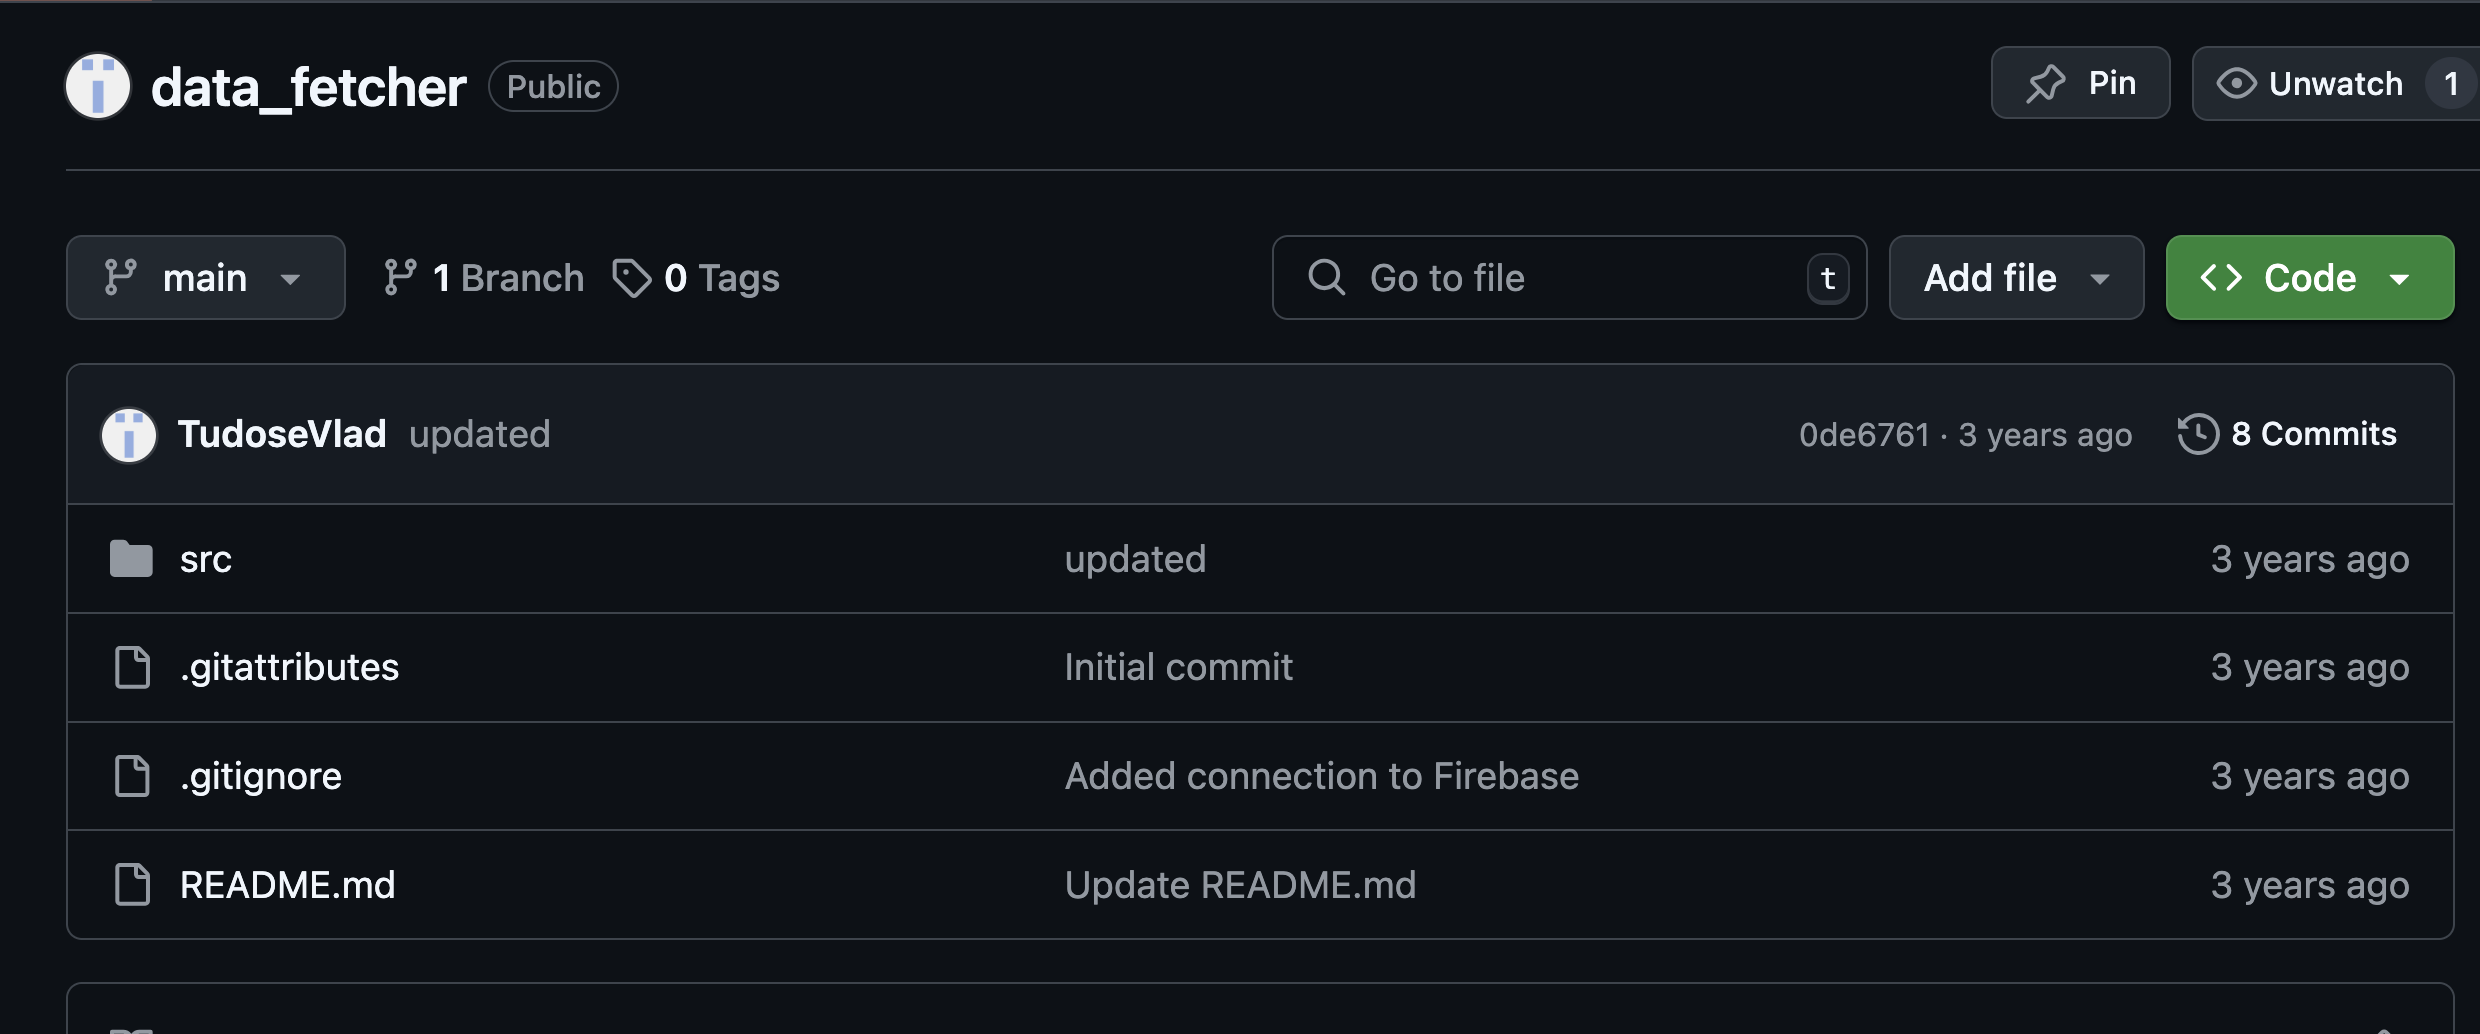 data_fetcher Public Pin Unwatch 1
main 1 Branch 0 Tags Go to file t Add file <> Code
TudoseVlad updated 0de6761 · 3 years ago 8 Commits
src updated 3 years ago
.gitattributes Initial commit 3 years ago
.gitignore Added connection to Firebase 3 years ago
README.md Update README.md 3 years ago